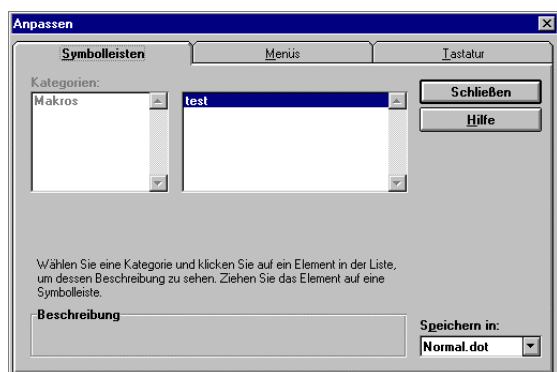 Anpassen
Symbolleisten
Menüs
Tastatur
Kategorien:
Makros
test
Schließen
Hilfe
Wählen Sie eine Kategorie und klicken Sie auf ein Element in der Liste,
um dessen Beschreibung zu sehen. Ziehen Sie das Element auf eine
Symbolleiste.
Beschreibung
Speichern in:
Normal.dot